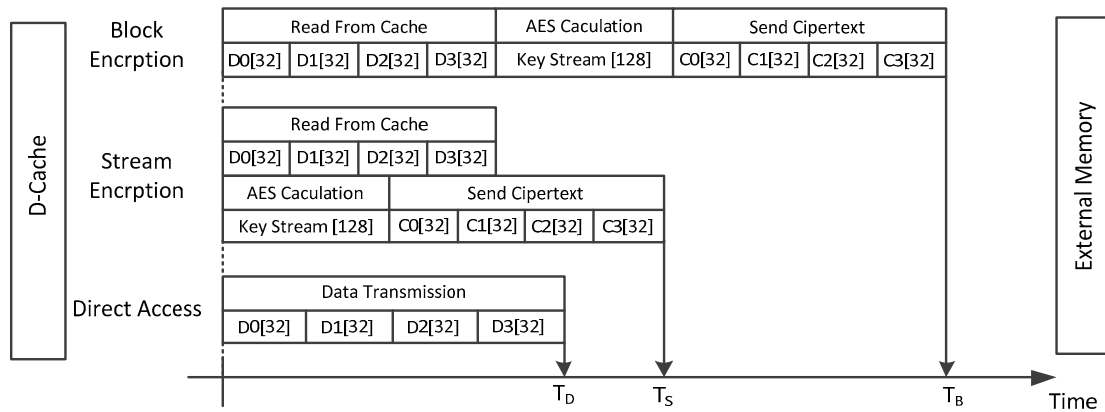 D-Cache
Block
Encrption
Read From Cache
AES Caculation
Send Cipertext
D0[32]
D1[32]
D2[32]
D3[32]
Key Stream [128]
C0[32]
C1[32]
C2[32]
C3[32]
Stream
Encrption
Read From Cache
D0[32]
D1[32]
D2[32]
D3[32]
AES Caculation
Send Cipertext
Key Stream [128]
C0[32]
C1[32]
C2[32]
C3[32]
Direct Access
Data Transmission
D0[32]
D1[32]
D2[32]
D3[32]
External Memory
TD
TS
TB
Time